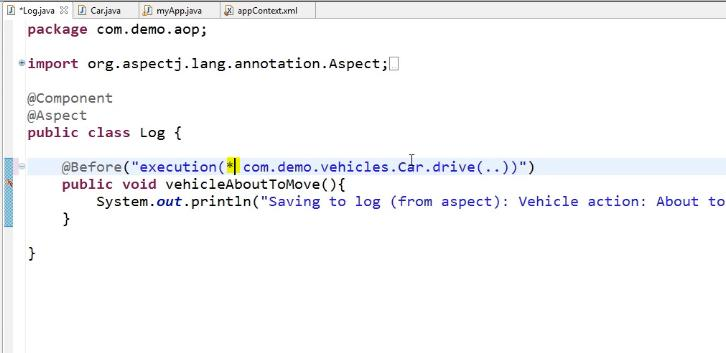 *Log.java Car.java myApp.java appContext.xml
package com.demo.aop;
import org.aspectj.lang.annotation.Aspect;
@Component
@Aspect
public class Log {
@Before("execution(* com.demo.vehicles.Car.drive(..))")
public void vehicleAboutToMove(){
System.out.println("Saving to log (from aspect): Vehicle action: About to
}
}